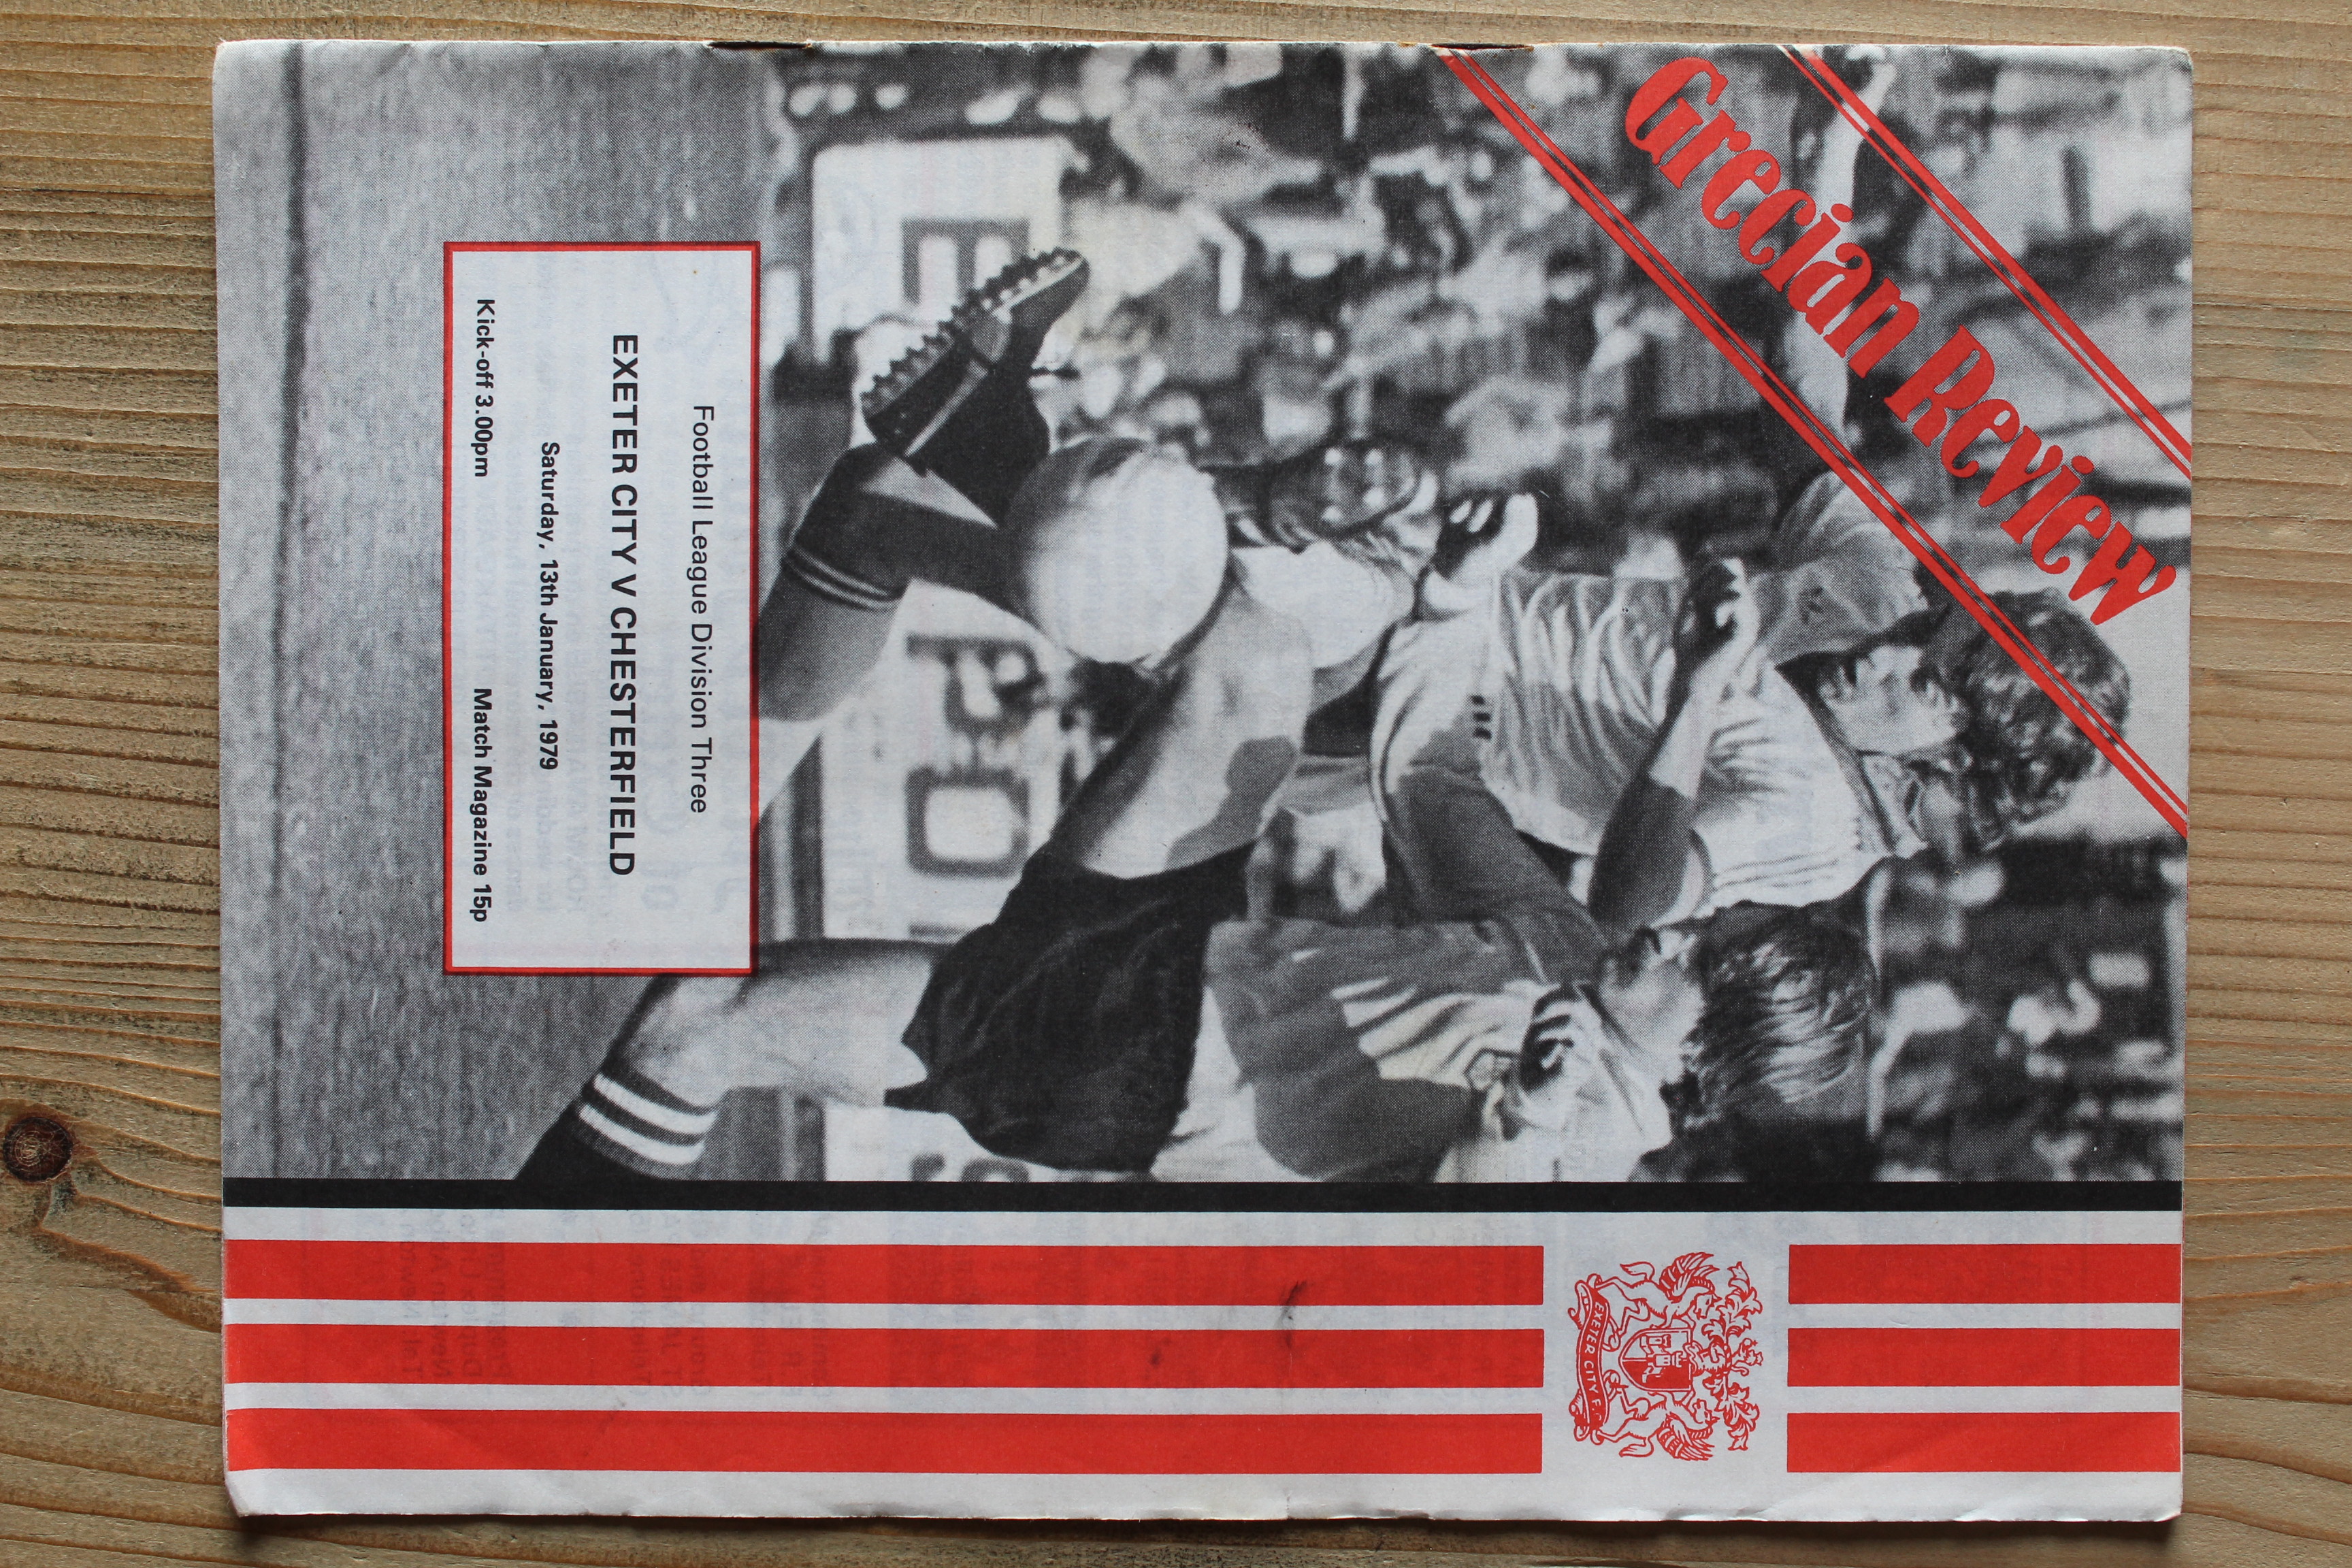 Grecian Review
Football League Division Three
EXETER CITY V CHESTERFIELD
Saturday, 13th January, 1979
Kick-off 3.00pm Match Magazine 15p
EXETER CITY F.C.